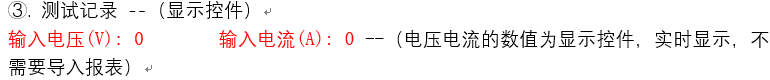 ③. 测试记录 --（显示控件）
输入电压(V): 0 输入电流(A): 0 --（电压电流的数值为显示控件，实时显示，不
需要导入报表）